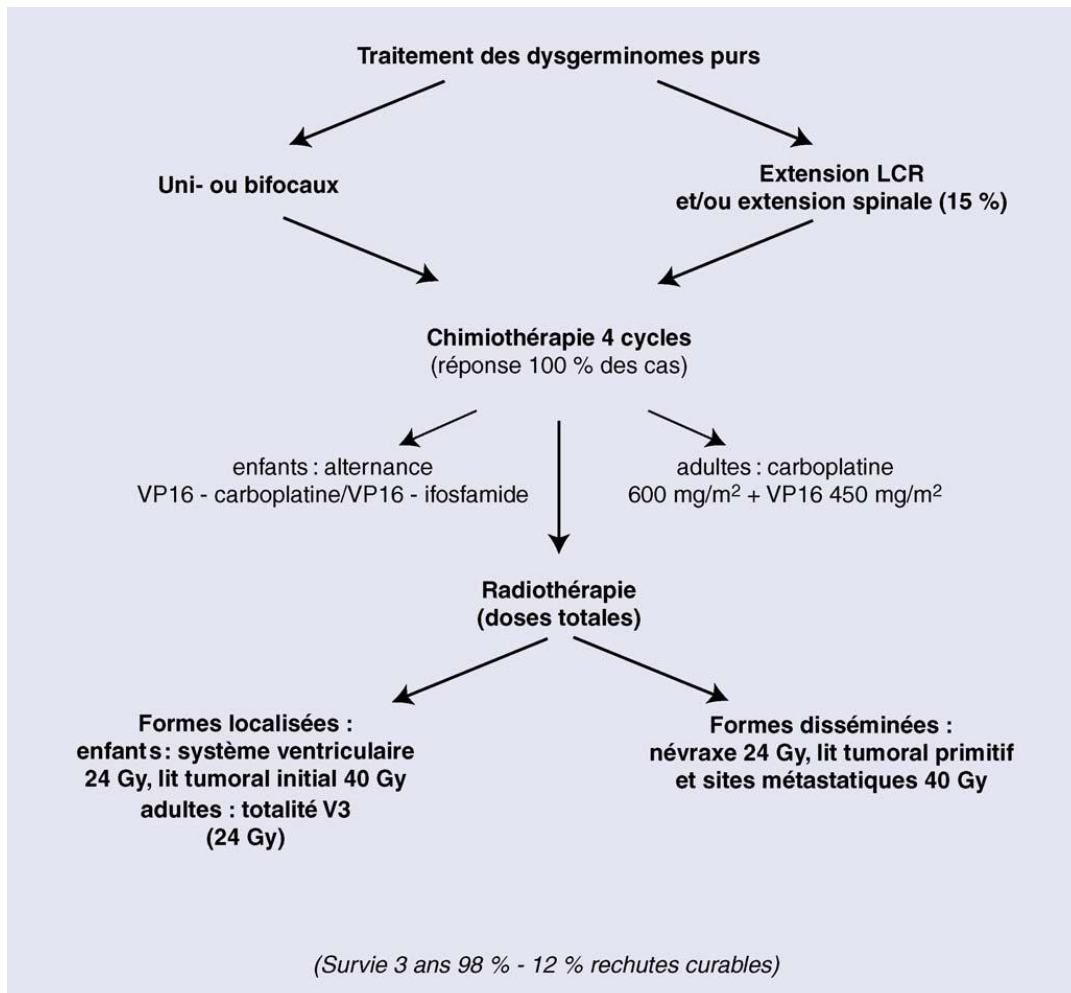 Traitement des dysgerminomes purs
Uni- ou bifocaux
Extension LCR
et/ou extension spinale (15 %)
Chimiothérapie 4 cycles
(réponse 100 % des cas)
enfants : alternance
VP16 - carboplatine/VP16 - ifosfamide
adultes : carboplatine
600 mg/m² + VP16 450 mg/m²
Radiothérapie
(doses totales)
Formes localisées :
enfants : système ventriculaire
24 Gy, lit tumoral initial 40 Gy
adultes : totalité V3
(24 Gy)
Formes disséminées :
névraxe 24 Gy, lit tumoral primitif
et sites métastatiques 40 Gy
(Survie 3 ans 98 % - 12 % rechutes curables)